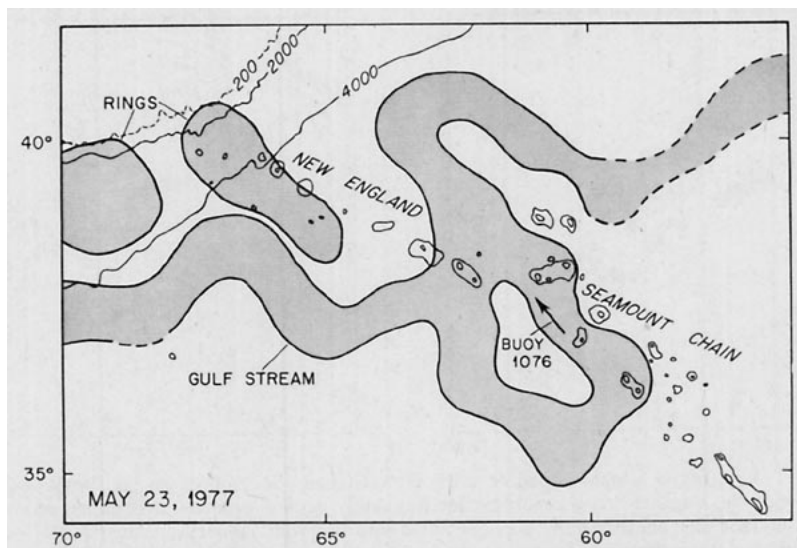 200
2000
4000
RINGS
40°
NEW ENGLAND
SEAMOUNT CHAIN
BUOY
1076
GULF STREAM
35°
MAY 23, 1977
70°
65°
60°